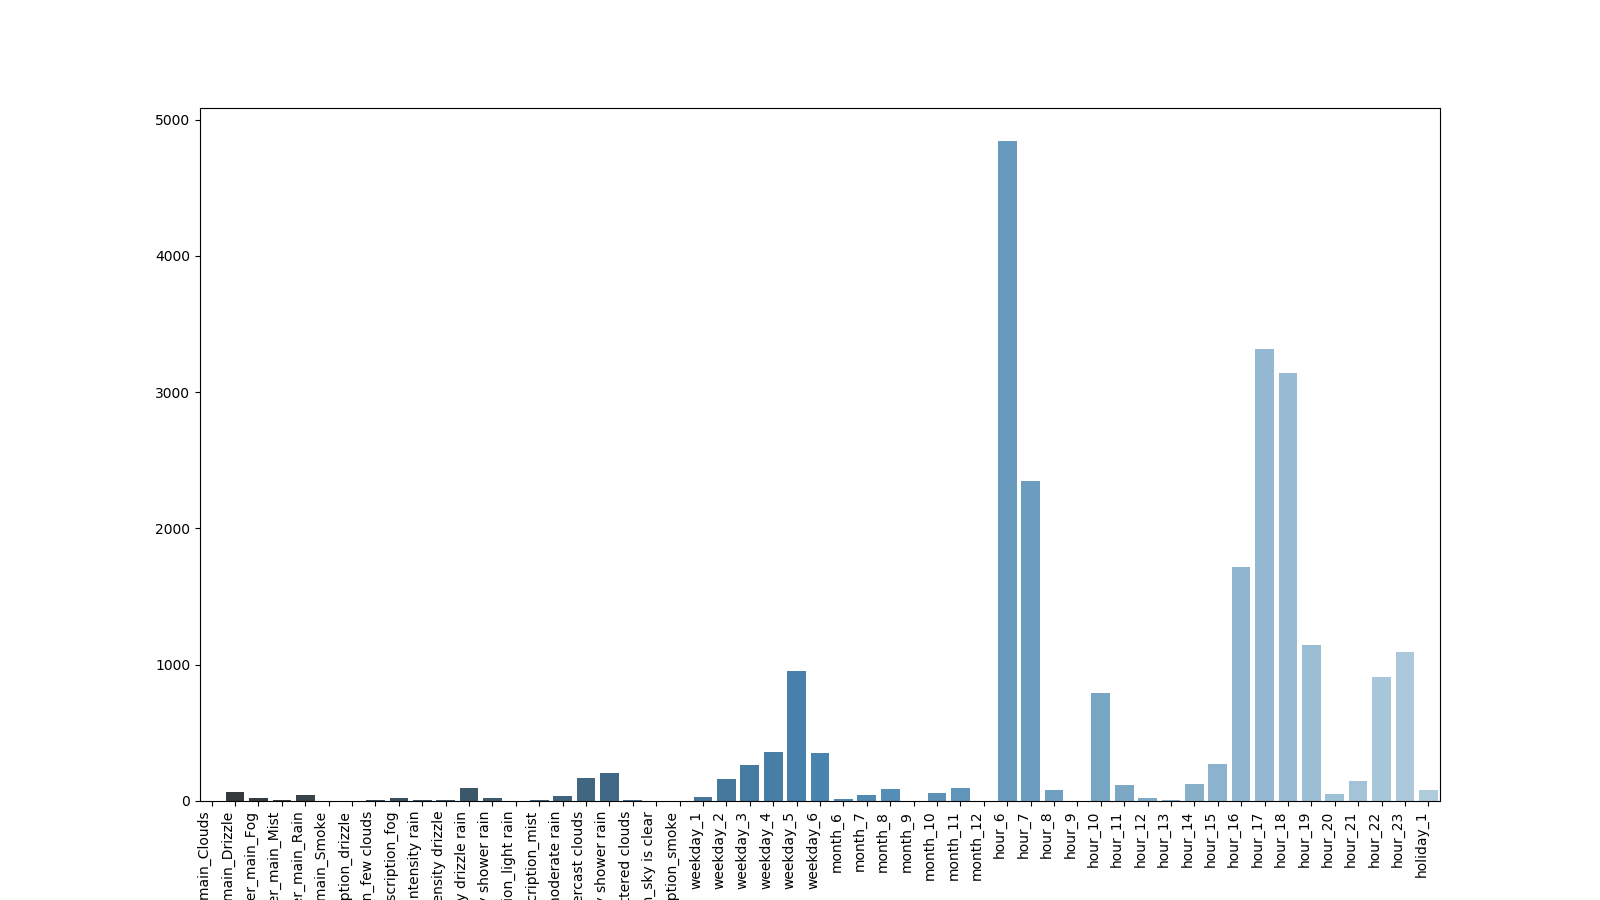 5000
4000
3000
2000
1000
0
main_Clouds
main_Drizzle
er_main_Fog
er_main_Mist
er_main_Rain
main_Smoke
ption_drizzle
n_few clouds
scription_fog
ntensity rain
ensity drizzle
y drizzle rain
shower rain
ion_light rain
cription_mist
moderate rain
ercast clouds
shower rain
ttered clouds
n_sky is clear
ption_smoke
weekday_1
weekday_2
weekday_3
weekday_4
weekday_5
weekday_6
month_6
month_7
month_8
month_9
month_10
month_11
month_12
hour_6
hour_7
hour_8
hour_9
hour_10
hour_11
hour_12
hour_13
hour_14
hour_15
hour_16
hour_17
hour_18
hour_19
hour_20
hour_21
hour_22
hour_23
holiday_1